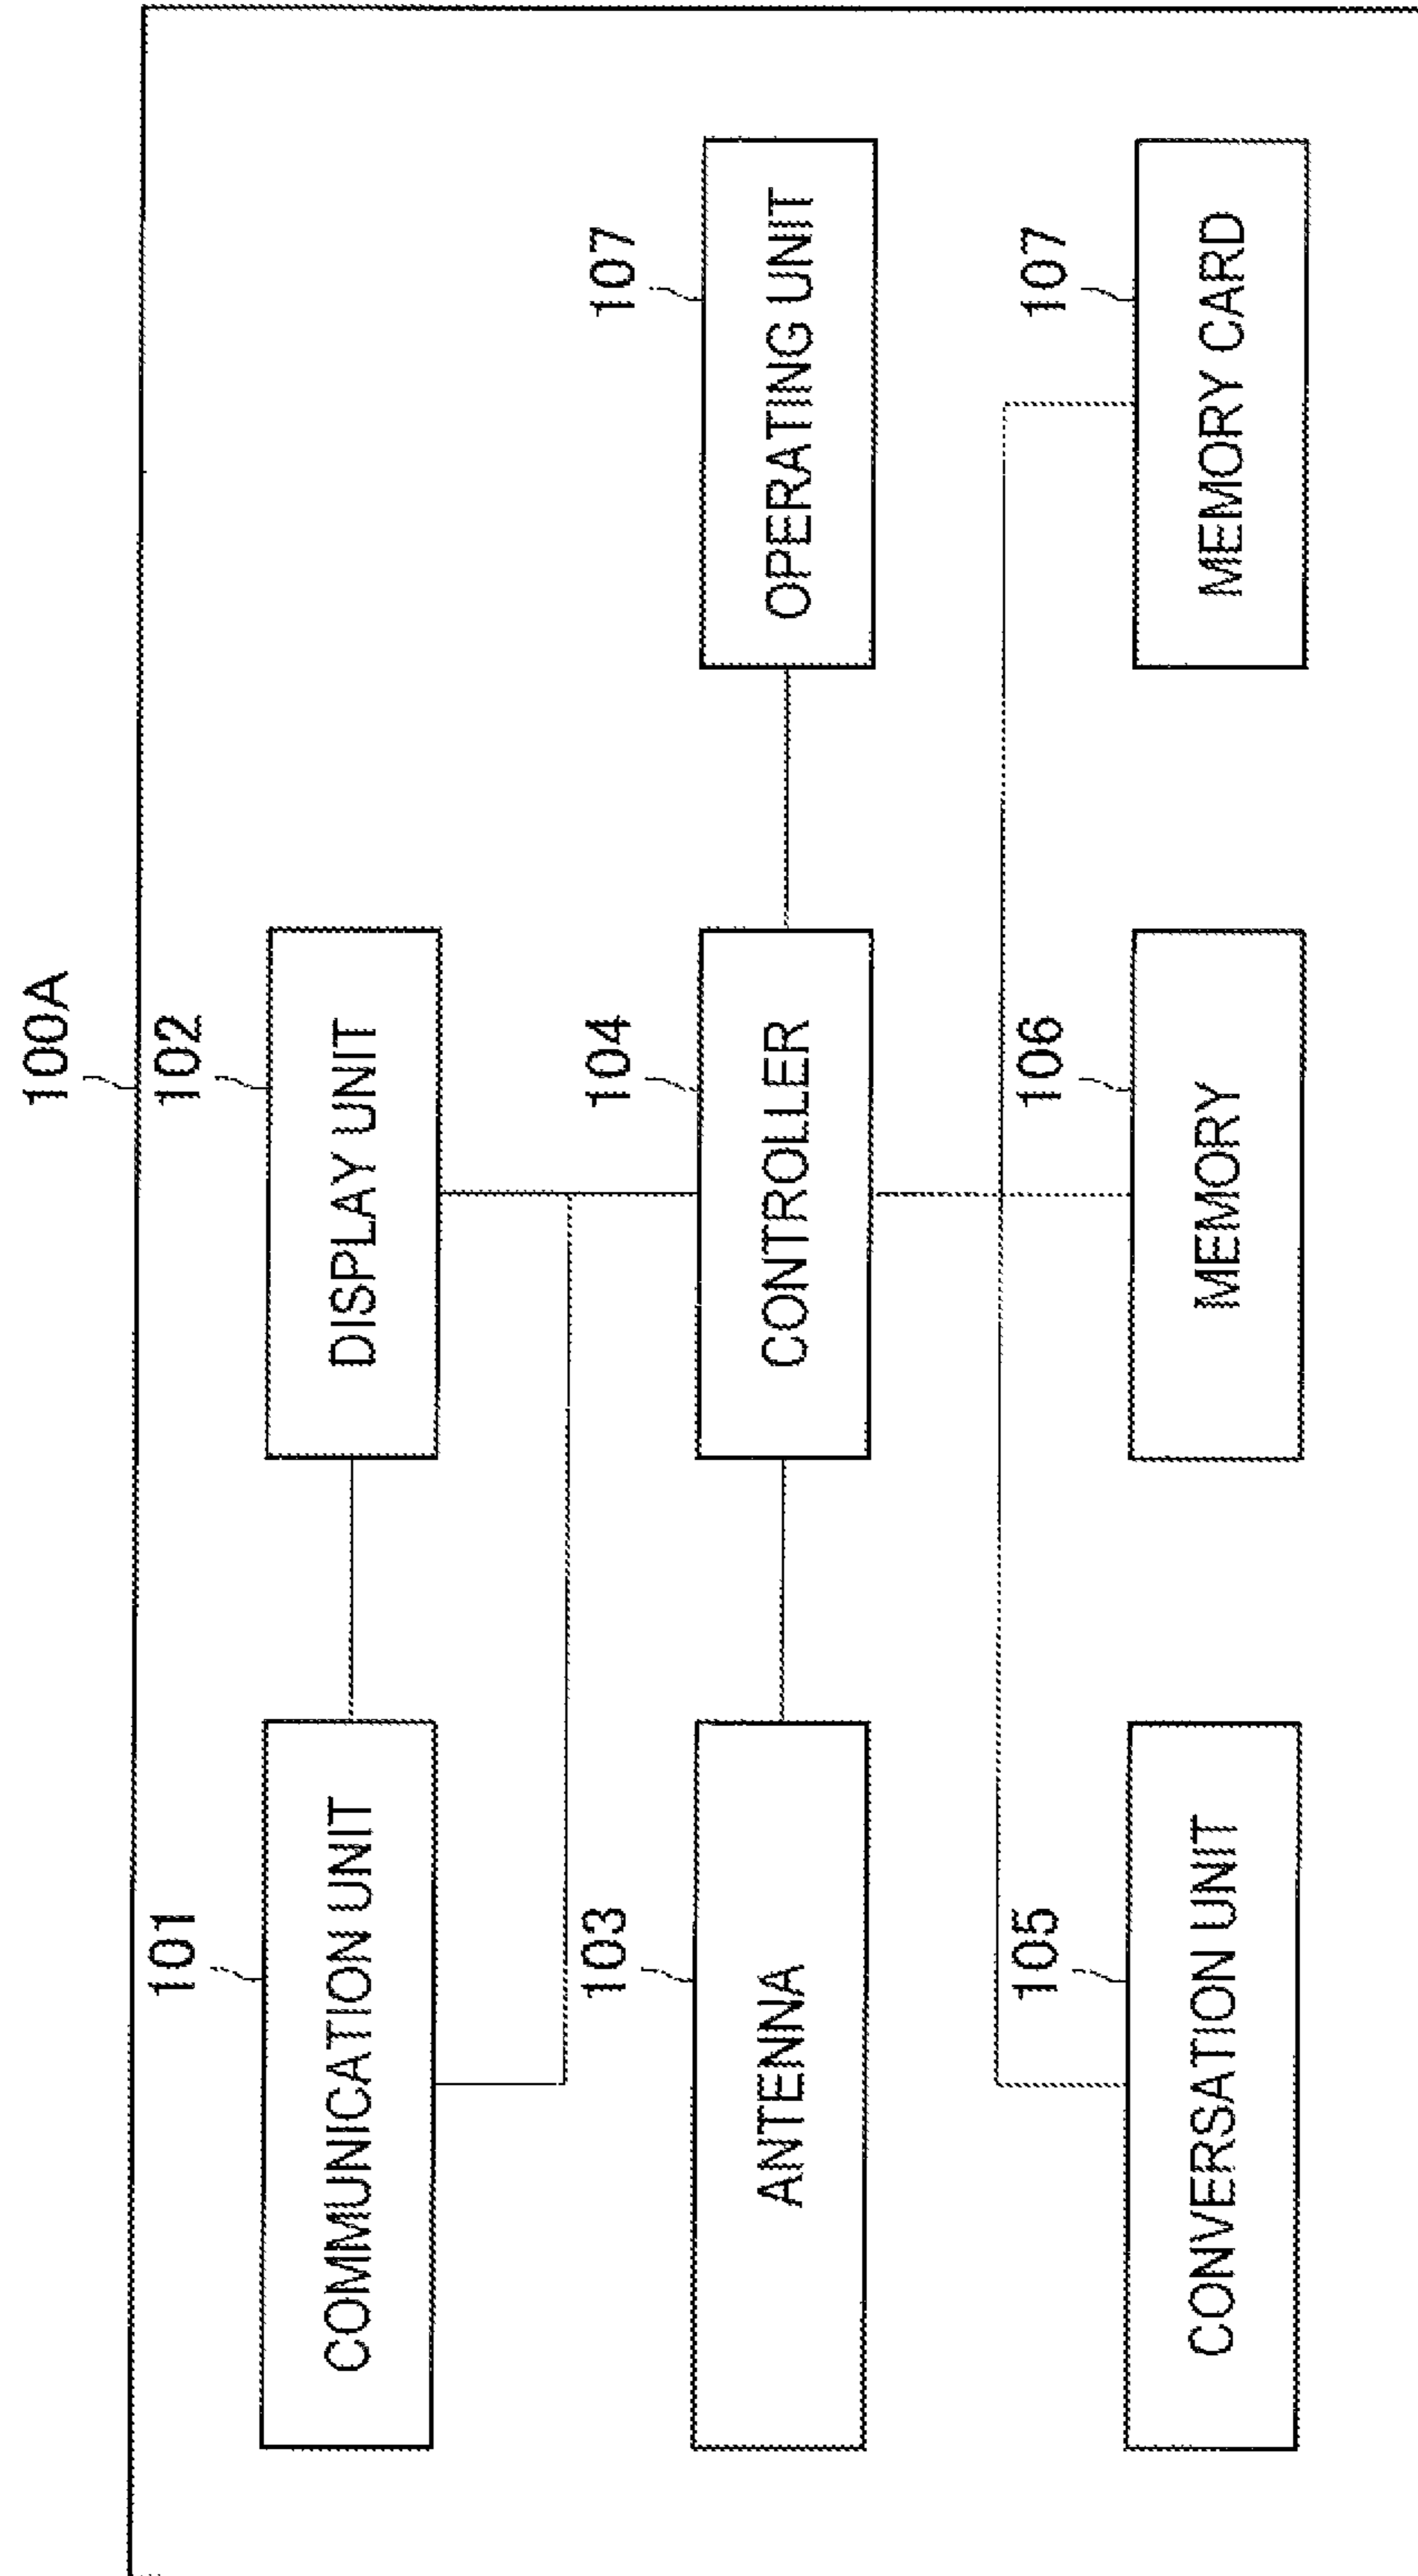 100A
101
COMMUNICATION UNIT
102
DISPLAY UNIT
103
ANTENNA
104
CONTROLLER
107
OPERATING UNIT
105
CONVERSATION UNIT
106
MEMORY
107
MEMORY CARD